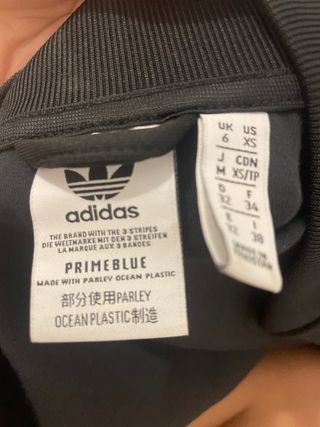 adidas
THE BRAND WITH THE 3 STRIPES
DIE WELTMARKE MIT DEN 3 STREIFEN
LA MARQUE AUX 3 BANDES
PRIMEBLUE
MADE WITH PARLEY OCEAN PLASTIC
部分使用PARLEY
OCEAN PLASTIC制造
UK US
6 XS
J CDN
M XS/TP
D F
32 34
E I
38
MADE IN